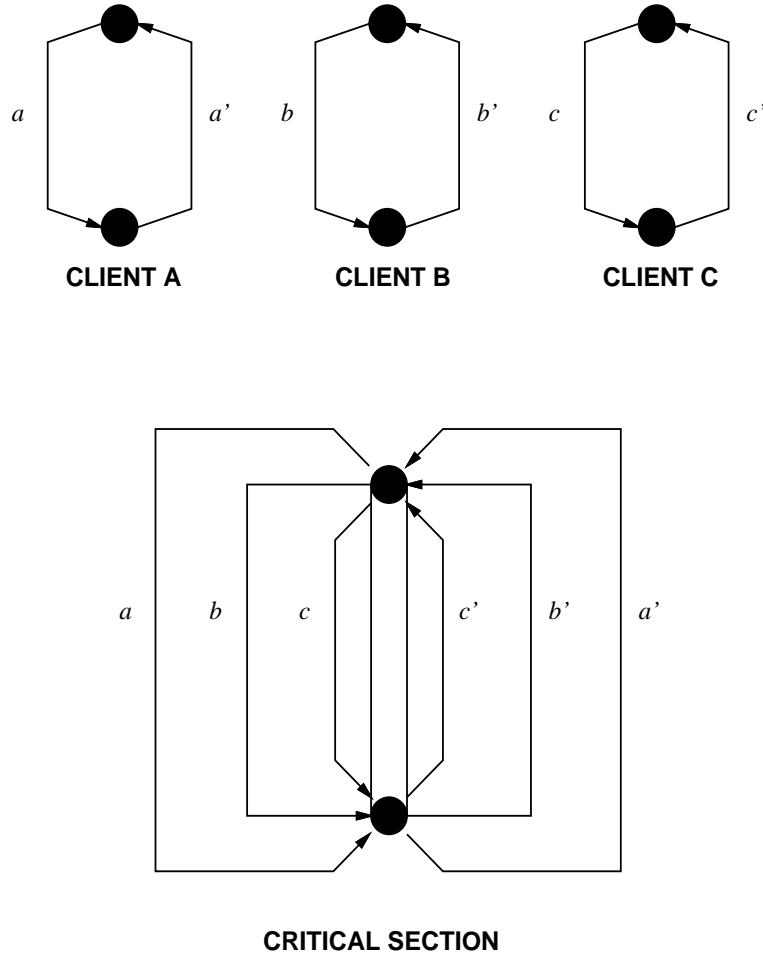 a a’ b b’ c c’
CLIENT A CLIENT B CLIENT C
a b c c’ b’ a’
CRITICAL SECTION